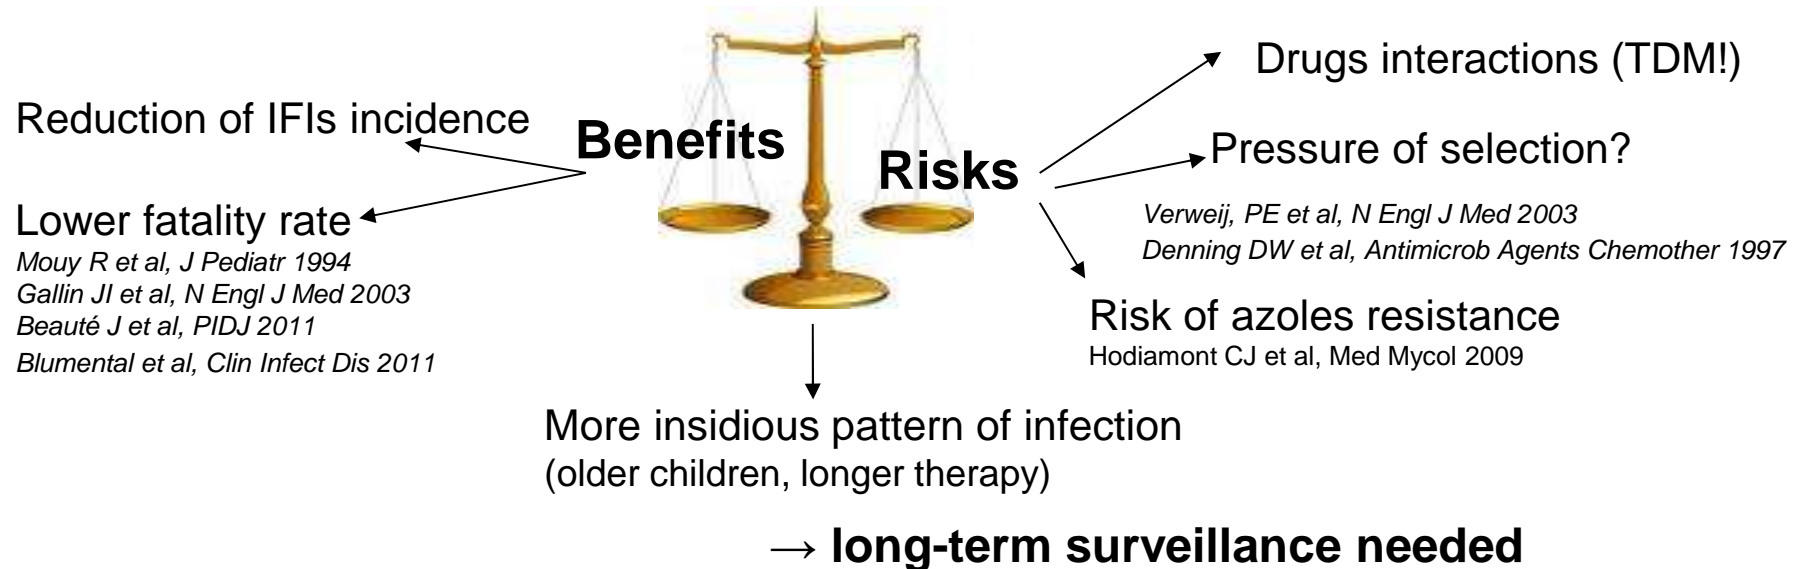 Reduction of IFIs incidence
Lower fatality rate
Mouy R et al, J Pediatr 1994
Gallin JI et al, N Engl J Med 2003
Beauté J et al, PIDJ 2011
Blumental et al, Clin Infect Dis 2011
Benefits
Risks
Drugs interactions (TDM!)
Pressure of selection?
Verweij, PE et al, N Engl J Med 2003
Denning DW et al, Antimicrob Agents Chemother 1997
Risk of azoles resistance
Hodiamont CJ et al, Med Mycol 2009
More insidious pattern of infection
(older children, longer therapy)
→ long-term surveillance needed